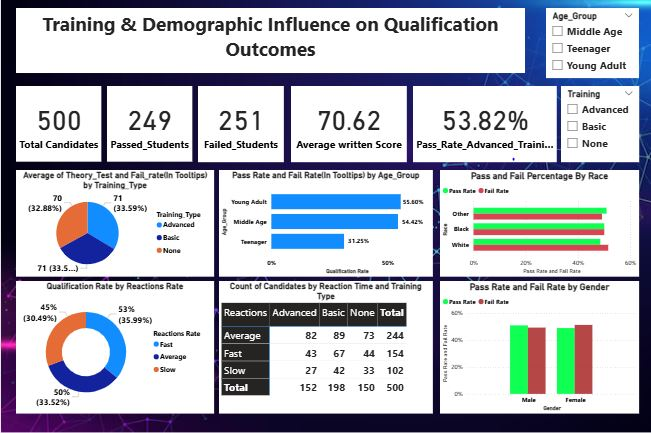 Training & Demographic Influence on Qualification
Outcomes
Age_Group
Middle Age
Teenager
Young Adult
500
Total Candidates
249
Passed_Students
251
Failed_Students
70.62
Average written Score
53.82%
Pass_Rate_Advanced_Traini...
Training
Advanced
Basic
None
Average of Theory_Test and Fail_rate(In Tooltips)
by Training_Type
70
(32.88%)
71
(33.59%)
71 (33.5...)
Training_Type
Advanced
Basic
None
Pass Rate and Fail Rate(In Tooltips) by Age_Group
Age_Group
Young Adult
55.60%
Middle Age
54.42%
Teenager
31.25%
0%
50%
Qualification Rate
Pass and Fail Percentage By Race
Pass Rate
Fail Rate
Race
Other
Black
White
0%
20%
40%
60%
Pass Rate and Fail Rate
Qualification Rate by Reactions Rate
45%
(30.49%)
53%
(35.99%)
50%
(33.52%)
Reactions Rate
Fast
Average
Slow
Count of Candidates by Reaction Time and Training
Type
Reactions Advanced Basic None Total
Average 82 89 73 244
Fast 43 67 44 154
Slow 27 42 33 102
Total 152 198 150 500
Pass Rate and Fail Rate by Gender
Pass Rate
Fail Rate
Pass Rate and Fail Rate
60%
40%
20%
0%
Male
Female
Gender